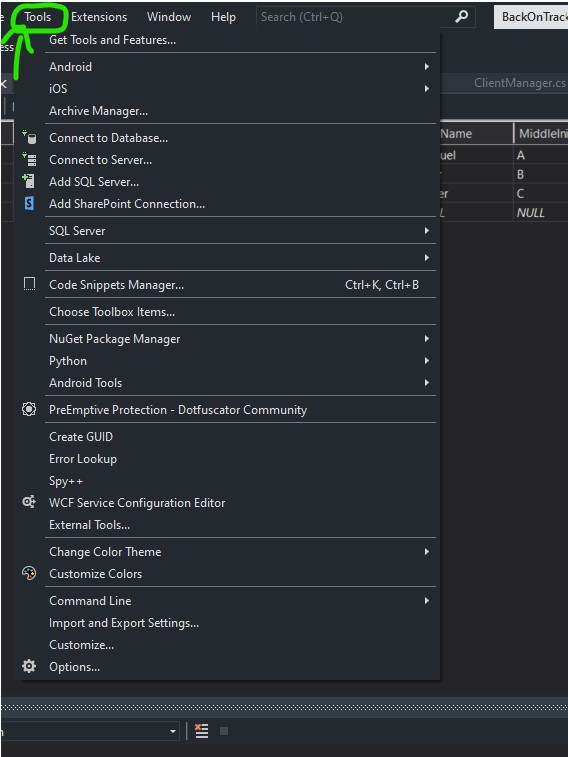 Tools Extensions Window Help Search (Ctrl+Q) BackOnTrack
Get Tools and Features...
Android
iOS
ClientManager.cs
Archive Manager...
Connect to Database... Name MiddleIni
Connect to Server... uel A
Add SQL Server... B
Add SharePoint Connection... er C
NULL
SQL Server
Data Lake
Code Snippets Manager... Ctrl+K, Ctrl+B
Choose Toolbox Items...
NuGet Package Manager
Python
Android Tools
PreEmptive Protection - Dotfuscator Community
Create GUID
Error Lookup
Spy++
WCF Service Configuration Editor
External Tools...
Change Color Theme
Customize Colors
Command Line
Import and Export Settings...
Customize...
Options...